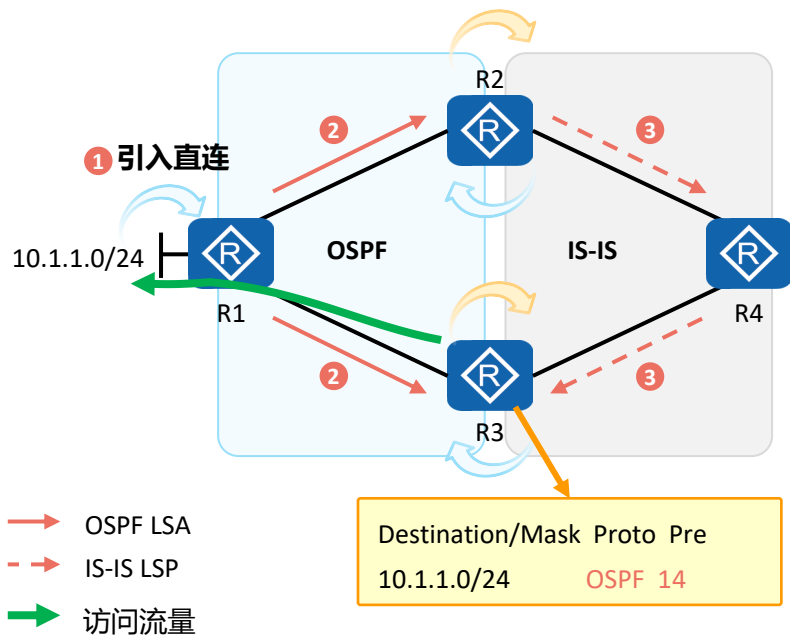 R2
2
3
1 引入直连
R
10.1.1.0/24
R
OSPF
IS-IS
R
R1
R4
2
R
3
R3
Destination/Mask Proto Pre
10.1.1.0/24 OSPF 14
OSPF LSA
IS-IS LSP
访问流量